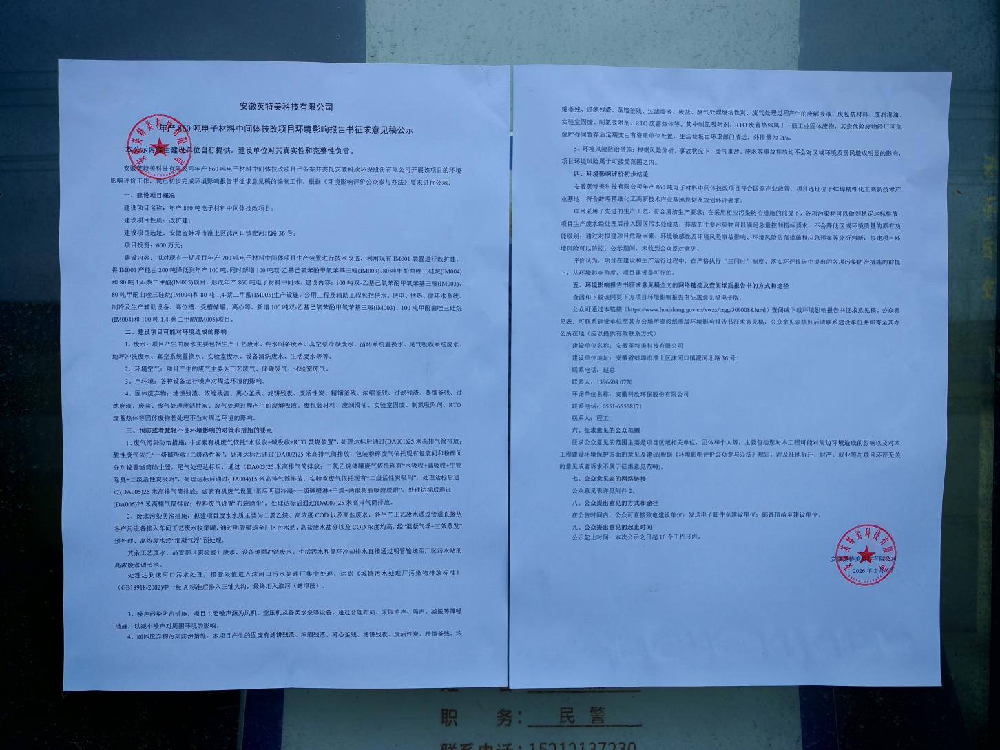 安徽英特美科技有限公司
年产 860 吨电子材料中间体技改项目环境影响报告书征求意见稿公示
本公示内容由建设单位自行提供，建设单位对其真实性和完整性负责。
安徽英特美科技有限公司年产 860 吨电子材料中间体技改项目已备案并委托安徽科欣环保股份有限公司开展该项目的环境
影响评价工作，现已初步完成环境影响报告书征求意见稿的编制工作。根据《环境影响评价公众参与办法》要求进行公示：
一、建设项目概况
建设项目名称：年产 860 吨电子材料中间体技改项目；
建设项目性质：改扩建；
建设项目选址：安徽省蚌埠市淮上区沫河口镇淝河北路 36 号；
项目投资：600 万元；
建设内容：拟对现有一期项目年产 700 吨电子材料中间体项目生产装置进行技术改造，利用现有 IM001 装置进行改扩建，
将 IM001 产能由 200 吨降低到年产 100 吨，同时新增 100 吨双-乙基己氧苯酚甲氧苯基三嗪(IM003)、80 吨甲酚曲唑三硅烷(IM004)
和 80 吨 1,4-萘二甲酸(IM005)项目，形成年产 860 吨电子材料中间体。建设内容：100 吨双-乙基己氧苯酚甲氧苯基三嗪(IM003)、
80 吨甲酚曲唑三硅烷(IM004)和 80 吨 1,4-萘二甲酸(IM005)生产设施，公用工程及辅助工程包括供水、供电、供热、循环水系统、
制冷及生产辅助设备、高位槽、受槽储罐、离心等。新增 100 吨双-乙基己氧苯酚甲氧苯基三嗪(IM003)、100 吨甲酚曲唑三硅烷
(IM004)和 100 吨 1,4-萘二甲酸(IM005)项目。
二、建设项目可能对环境造成的影响
1、废水：项目产生的废水主要包括生产工艺废水、纯水制备废水、真空泵冷凝废水、循环系统置换水、尾气吸收系统废水、
地坪冲洗废水、真空系统置换水、实验室废水、设备清洗废水、生活废水等等。
2、环境空气：项目产生的废气主要为工艺废气、储罐废气、化验室废气。
3、声环境：各种设备运行噪声对周边环境的影响。
4、固体废弃物：滤饼残渣、浓缩残渣、离心釜残、滤饼残夜、废活性炭、精馏釜残、浓缩釜残、过滤残渣、蒸馏釜残、过
滤废液、废盐、废气处理废活性炭、废气处理过程产生的废解吸液、废包装材料、废润滑油、实验室固废、制氮吸附剂、RTO
废蓄热体等固体废物若处理不当对周边环境的影响。
三、预防或者减轻不良环境影响的对策和措施的要点
1、废气污染防治措施：非卤素有机废气依托“水吸收+碱吸收+RTO 焚烧装置”，处理达标后通过(DA001)25 米高排气筒排放；
酸性废气依托“一级碱吸收+二级活性炭”，处理达标后通过(DA002)25 米高排气筒排放；包装粉碎废气依托现有包装间和粉碎间
分别设置滤筒除尘器，尾气处理达标后，通过（DA003)25 米高排气筒排放；二氯乙烷储罐废气依托现有“水吸收+碱吸收+生物
除臭+二级活性炭吸附”，处理达标后通过(DA004)15 米高排气筒排放；实验室废气依托现有“二级活性炭吸附”，处理达标后通
过(DA005)25 米高排气筒排放；卤素有机废气设置“泵后两级冷凝+一级碱喷淋+干燥+两级树脂吸附脱附”，处理达标后通过
(DA006)25 米高排气筒排放；投料废气设置“布袋除尘”，处理达标后通过(DA007)25 米高排气筒排放。
2、废水污染防治措施：拟建项目废水水质主要为二氯乙烷、高浓度 COD 以及高盐废水，各生产工艺废水通过管道直接从
各产污设备接入车间工艺废水收集罐，通过明管输送至厂区污水站，高盐废水盐分以及 COD 浓度均高，经“混凝气浮+三效蒸发”
预处理、高浓废水经“混凝气浮”预处理，
其余工艺废水、品管部（实验室）废水、设备地面冲洗废水、生活污水和循环冷却排水直接通过明管输送至厂区污水站的
高浓废水调节池。
处理达到沫河口污水处理厂接管限值进入沫河口污水处理厂集中处理，达到《城镇污水处理厂污染物排放标准》
（GB18918-2002)中一级 A 标准后排入三铺大沟，最终汇入淮河（蚌埠段）。
3、噪声污染防治措施：项目主要噪声源为风机、空压机及各类水泵等设备，通过合理布局、采取消声、隔声、减振等降噪
措施，以减小噪声对周围环境的影响。
4、固体废弃物污染防治措施：本项目产生的固废有滤饼残渣、浓缩残渣、离心釜残、滤饼残夜、废活性炭、精馏釜残、浓
缩釜残、过滤残渣、蒸馏釜残、过滤废液、废盐、废气处理废活性炭、废气处理过程产生的废解吸液、废包装材料、废润滑油、
实验室固废、制氮吸附剂、RTO 废蓄热体等。其中制氮吸附剂、RTO 废蓄热体属于一般工业固体废物，其余危险废物经厂区危
废贮存间暂存后定期交由有资质单位处置，生活垃圾由环卫部门清运，外排量为 0t/a。
5、环境风险防治措施：根据风险分析，事故状况下，废气事故、废水等事故排放均不会对区域环境及居民造成明显的影响，
项目环境风险属于可接受范围之内。
四、环境影响评价初步结论
安徽英特美科技有限公司年产 860 吨电子材料中间体技改项目符合国家产业政策；项目选址位于蚌埠精细化工高新技术产
业基地，符合蚌埠精细化工高新技术产业基地规划及规划环评要求。
项目采用了先进的生产工艺，符合清洁生产要求；在采用相应污染防治措施的前提下，各项污染物可以做到稳定达标排放；
项目生产废水经处理后排入园区污水处理站；排放的主要污染物可以满足总量控制指标要求，不会降低区域环境质量的原有功
能级别；通过对拟建项目危险因素、环境敏感性及环境风险事故影响、环境风险防范措施和应急预案等分析判断，拟建项目环
境风险可以防控；公示期间，未收到公众反对意见。
评价认为，项目在建设和生产运行过程中，在严格执行“三同时”制度、落实环评报告中提出的各项污染防治措施的前提
下，从环境影响角度，项目建设是可行的。
五、环境影响报告书征求意见稿全文的网络链接及查阅纸质报告书的方式和途径
查阅和下载该网页下方项目环境影响报告书征求意见稿电子版；
公众可通过本链接（https://www.huaishang.gov.cn/xwzx/tzgg/5090088.html）查阅或下载环境影响报告书征求意见稿、公众意
见表；可联系建设单位至其办公场所查阅纸质版环境影响报告书征求意见稿，公众意见表填好后请联系建设单位并邮寄至其办
公所在地（应以提供有效联系方式）
建设单位名称：安徽英特美科技有限公司
建设单位地址：安徽省蚌埠市淮上区沫河口镇淝河北路 36 号
联系电话：赵总
联系人：1396608 0770
环评单位名称：安徽科欣环保股份有限公司
联系电话：0551-65568171
联系人：程工
六、征求意见的公众范围
征求公众意见的范围主要是项目区域相关单位，团体和个人等，主要包括您对本工程可能对周边环境造成的影响以及对本
工程建设环境保护方面的意见及建议(根据《环境影响评价公众参与办法》规定，涉及征地拆迁、财产、就业等与项目环评无关
的意见或者诉求不属于征集意见范畴)。
七、公众意见表的网络链接
公众意见表详见附件 2。
八、公众提出意见的方式和途径
在公告时间内，公众可直接致电建设单位；发送电子邮件至建设单位；邮寄信函至建设单位。
九、公众提出意见的起止时间
公示起止时间：本次公示之日起 10 个工作日内。
安徽英特美科技有限公司
2026 年 2 月 日
职 务： 民 警
联系电话：15212137230